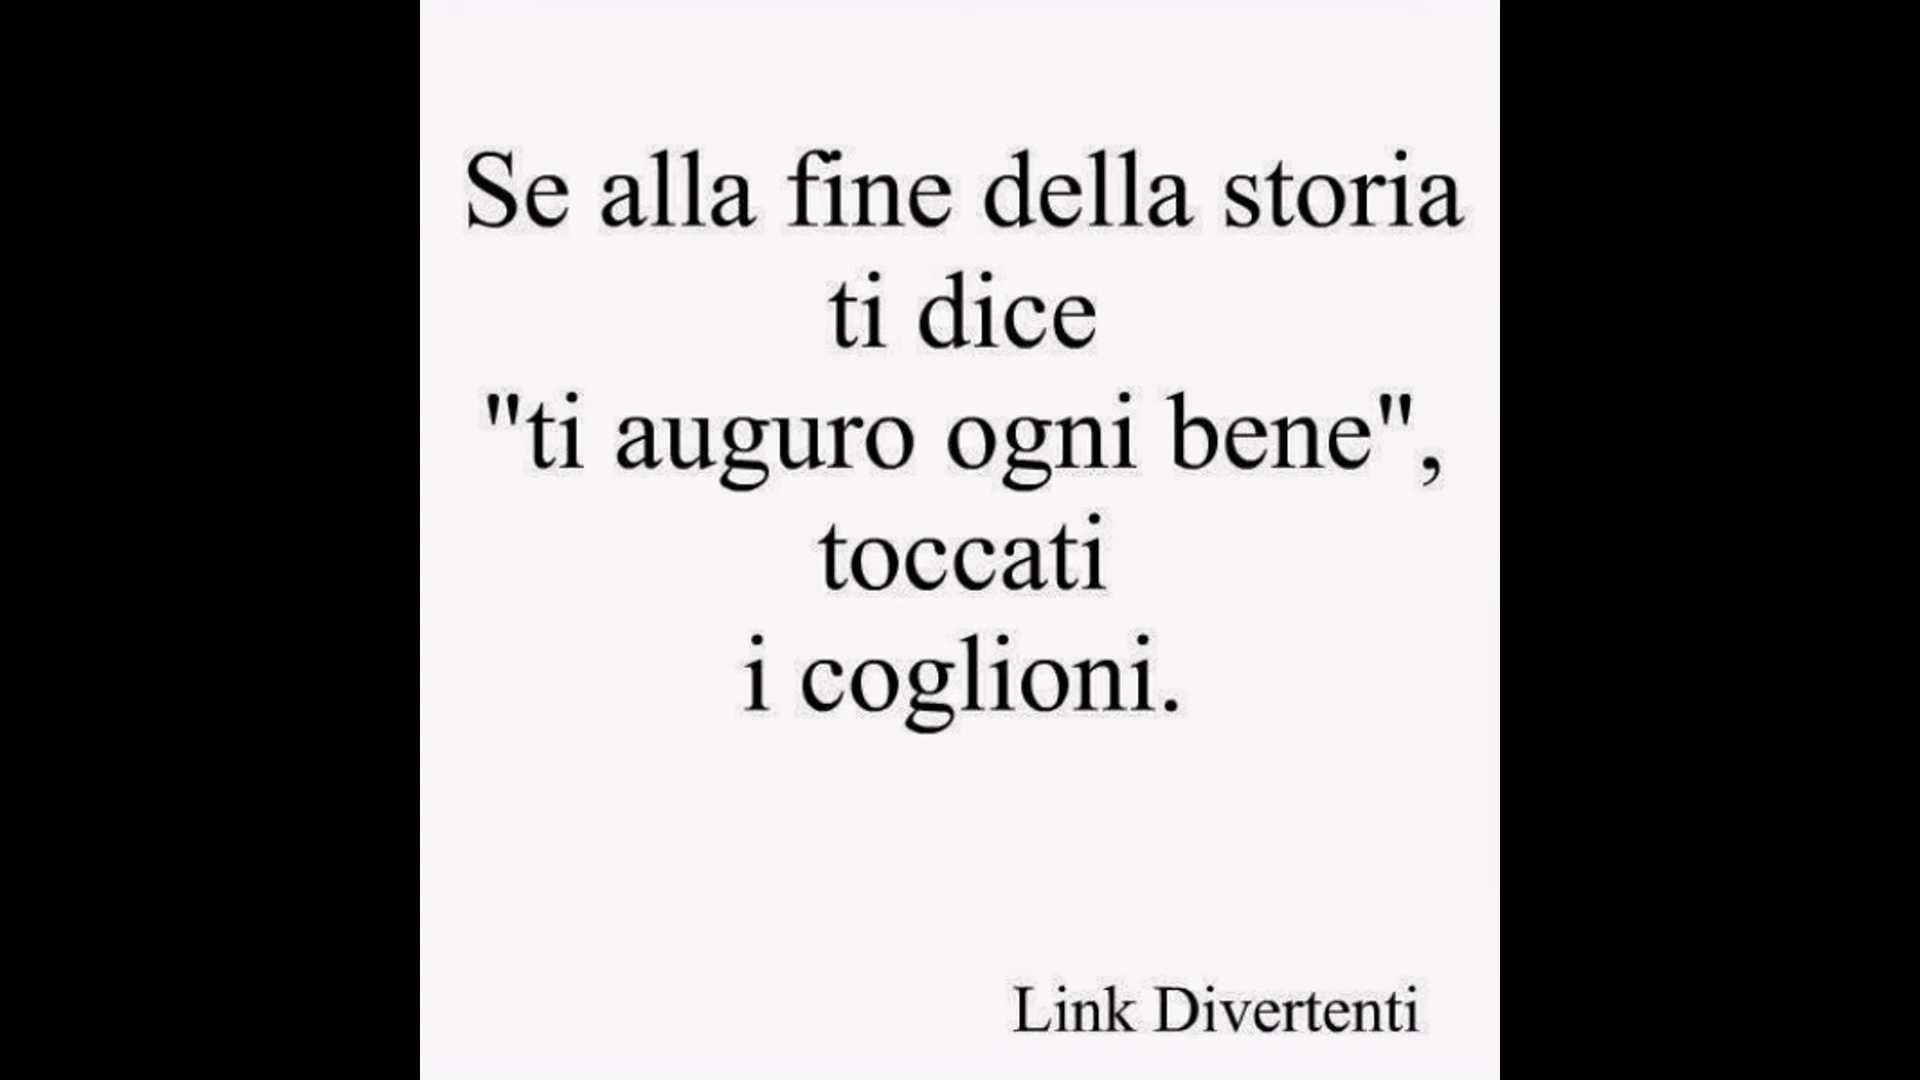 Se alla fine della storia
ti dice
"ti auguro ogni bene",
toccati
i coglioni.
Link Divertenti